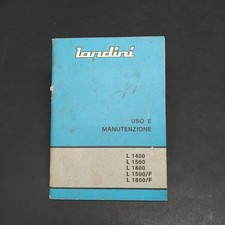 Landini
USO E
MANUTENZIONE
L 1400
L 1500
L 1800
L 1500/F
L 1800/F